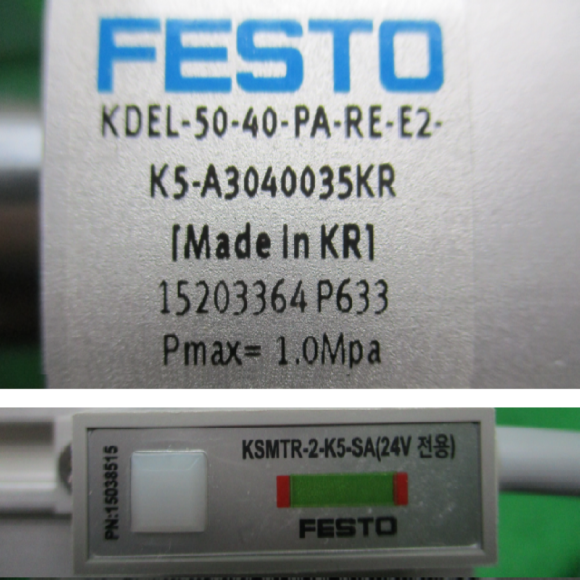 FESTO
KDEL-50-40-PA-RE-E2-
K5-A3040035KR
[Made in KR]
15203364 P633
Pmax= 1.0Mpa
PN:15038515
KSMTR-2-K5-SA(24V 전용)
FESTO